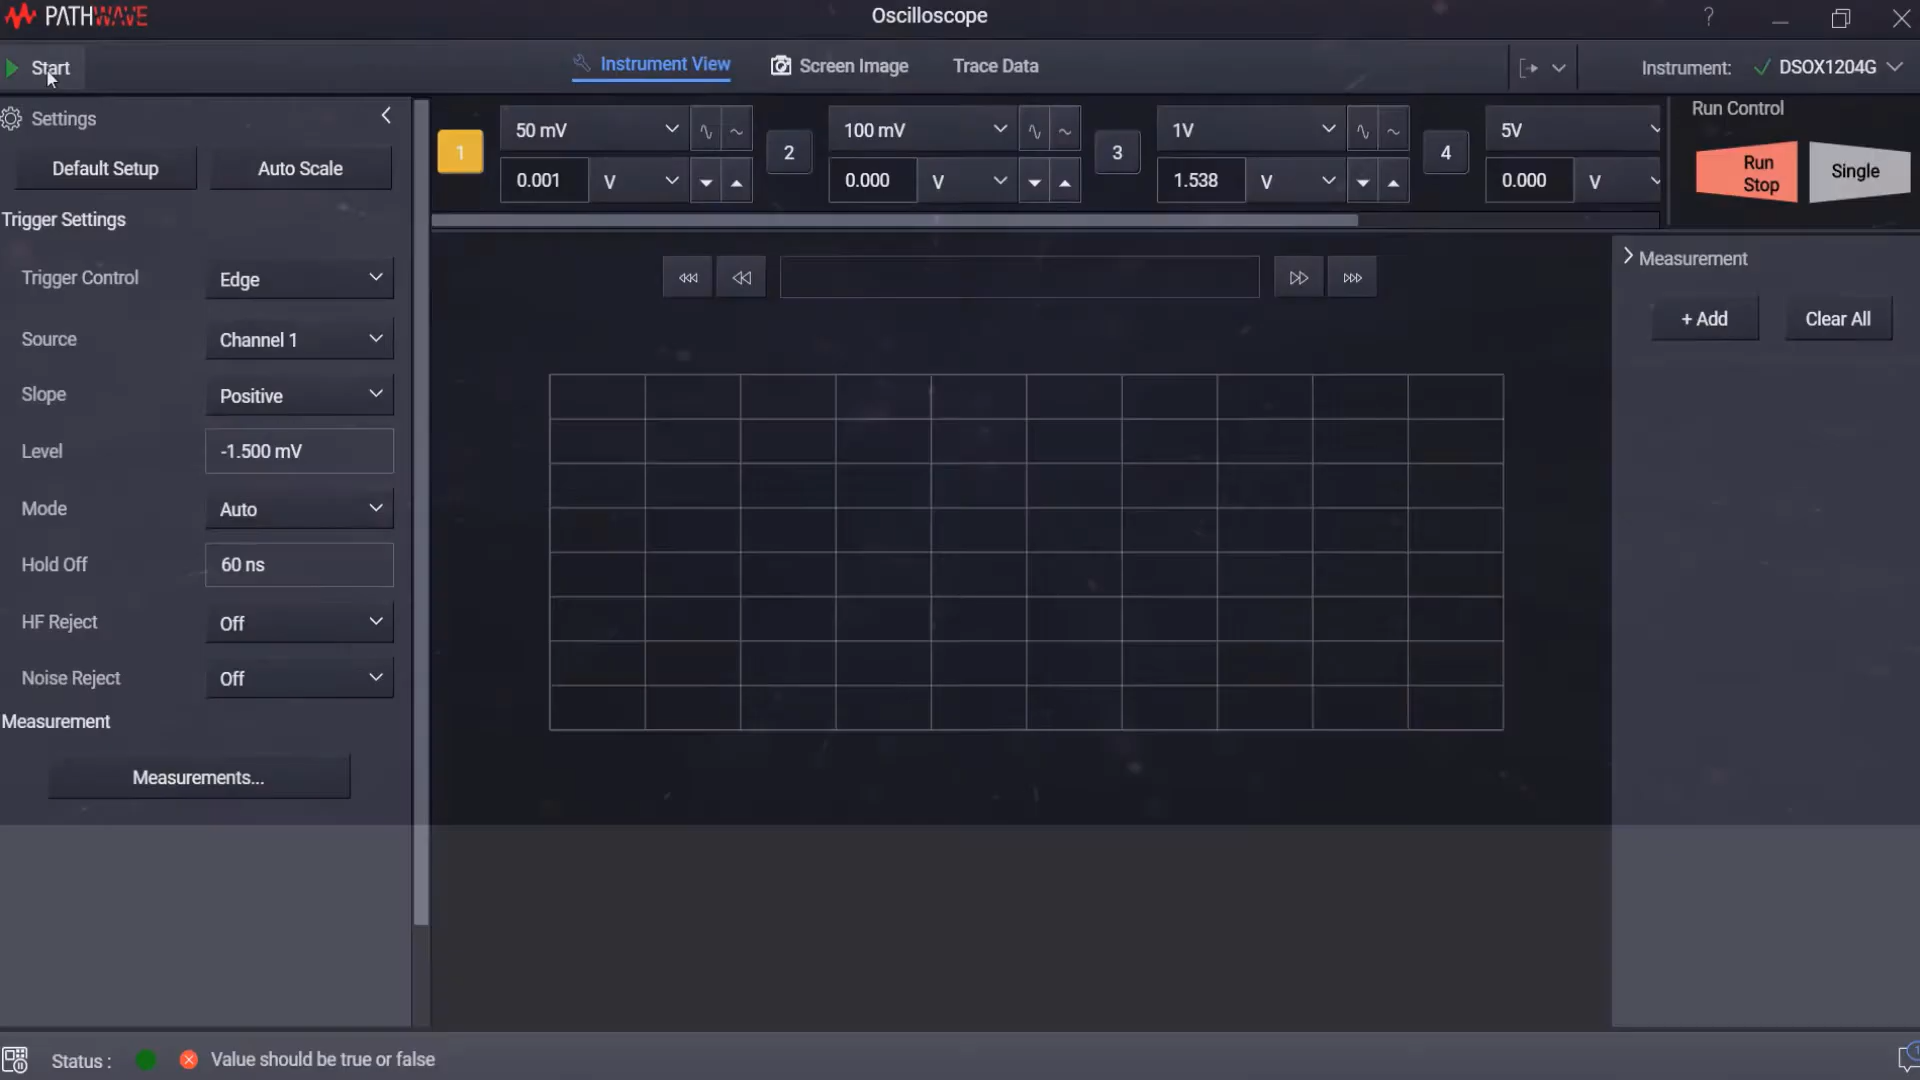 PATHWAVE
Oscilloscope
?
Start
Instrument View
Screen Image
Trace Data
Instrument:
DSOX1204G
Settings
Default Setup
Auto Scale
Trigger Settings
Trigger Control
Edge
Source
Channel 1
Slope
Positive
Level
-1.500 mV
Mode
Auto
Hold Off
60 ns
HF Reject
Off
Noise Reject
Off
Measurement
Measurements...
1
50 mV
0.001
V
2
100 mV
0.000
V
3
1V
1.538
V
4
5V
0.000
V
Run Control
Run
Stop
Single
Measurement
+ Add
Clear All
Status :
Value should be true or false
1